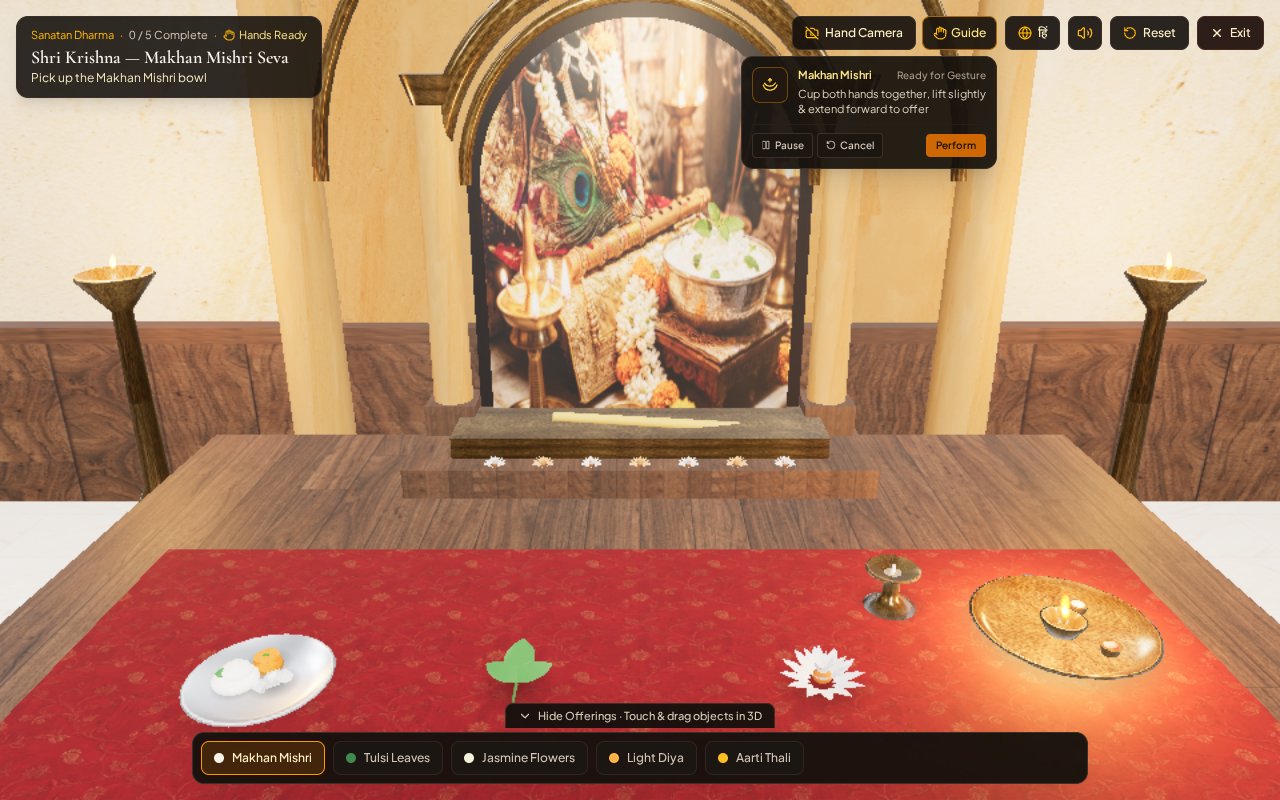 Sanatan Dharma · 0 / 5 Complete · Hands Ready
Shri Krishna — Makhan Mishri Seva
Pick up the Makhan Mishri bowl
Hand Camera
Guide
हिं
Reset
Exit
Makhan Mishri
Ready for Gesture
Cup both hands together, lift slightly
& extend forward to offer
Pause
Cancel
Perform
Hide Offerings · Touch & drag objects in 3D
Makhan Mishri
Tulsi Leaves
Jasmine Flowers
Light Diya
Aarti Thali